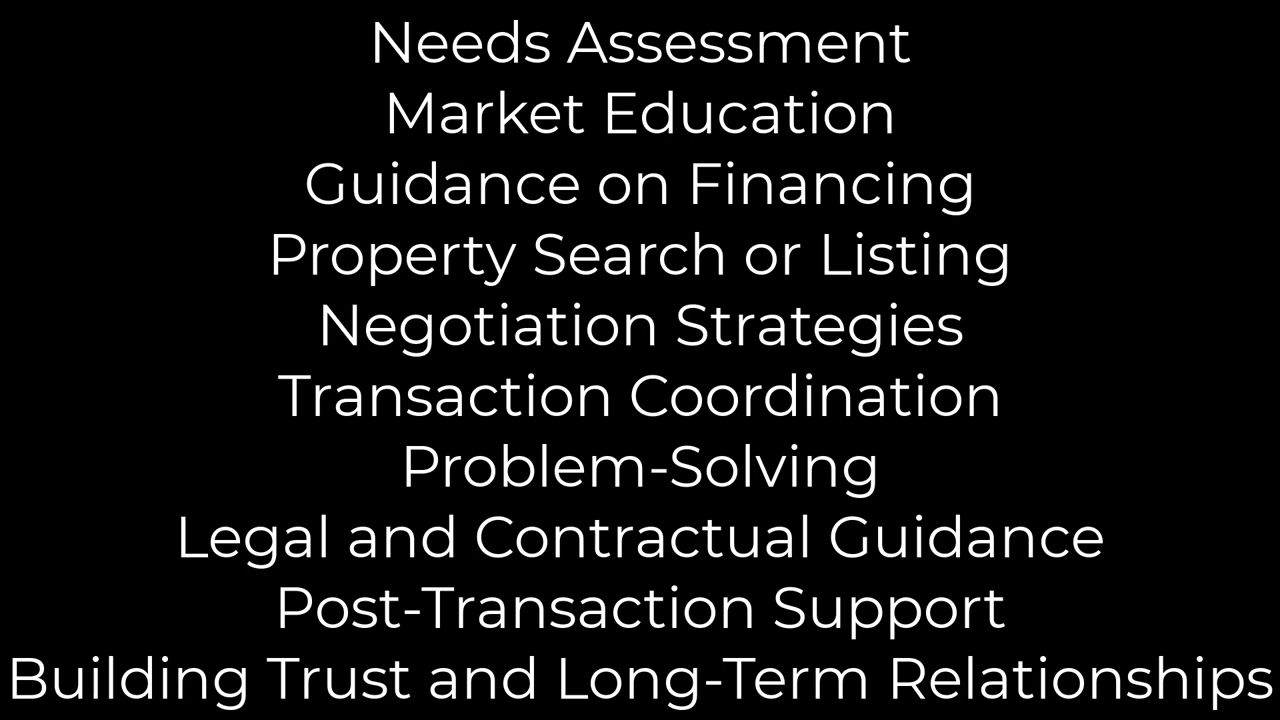 Needs Assessment
Market Education
Guidance on Financing
Property Search or Listing
Negotiation Strategies
Transaction Coordination
Problem-Solving
Legal and Contractual Guidance
Post-Transaction Support
Building Trust and Long-Term Relationships